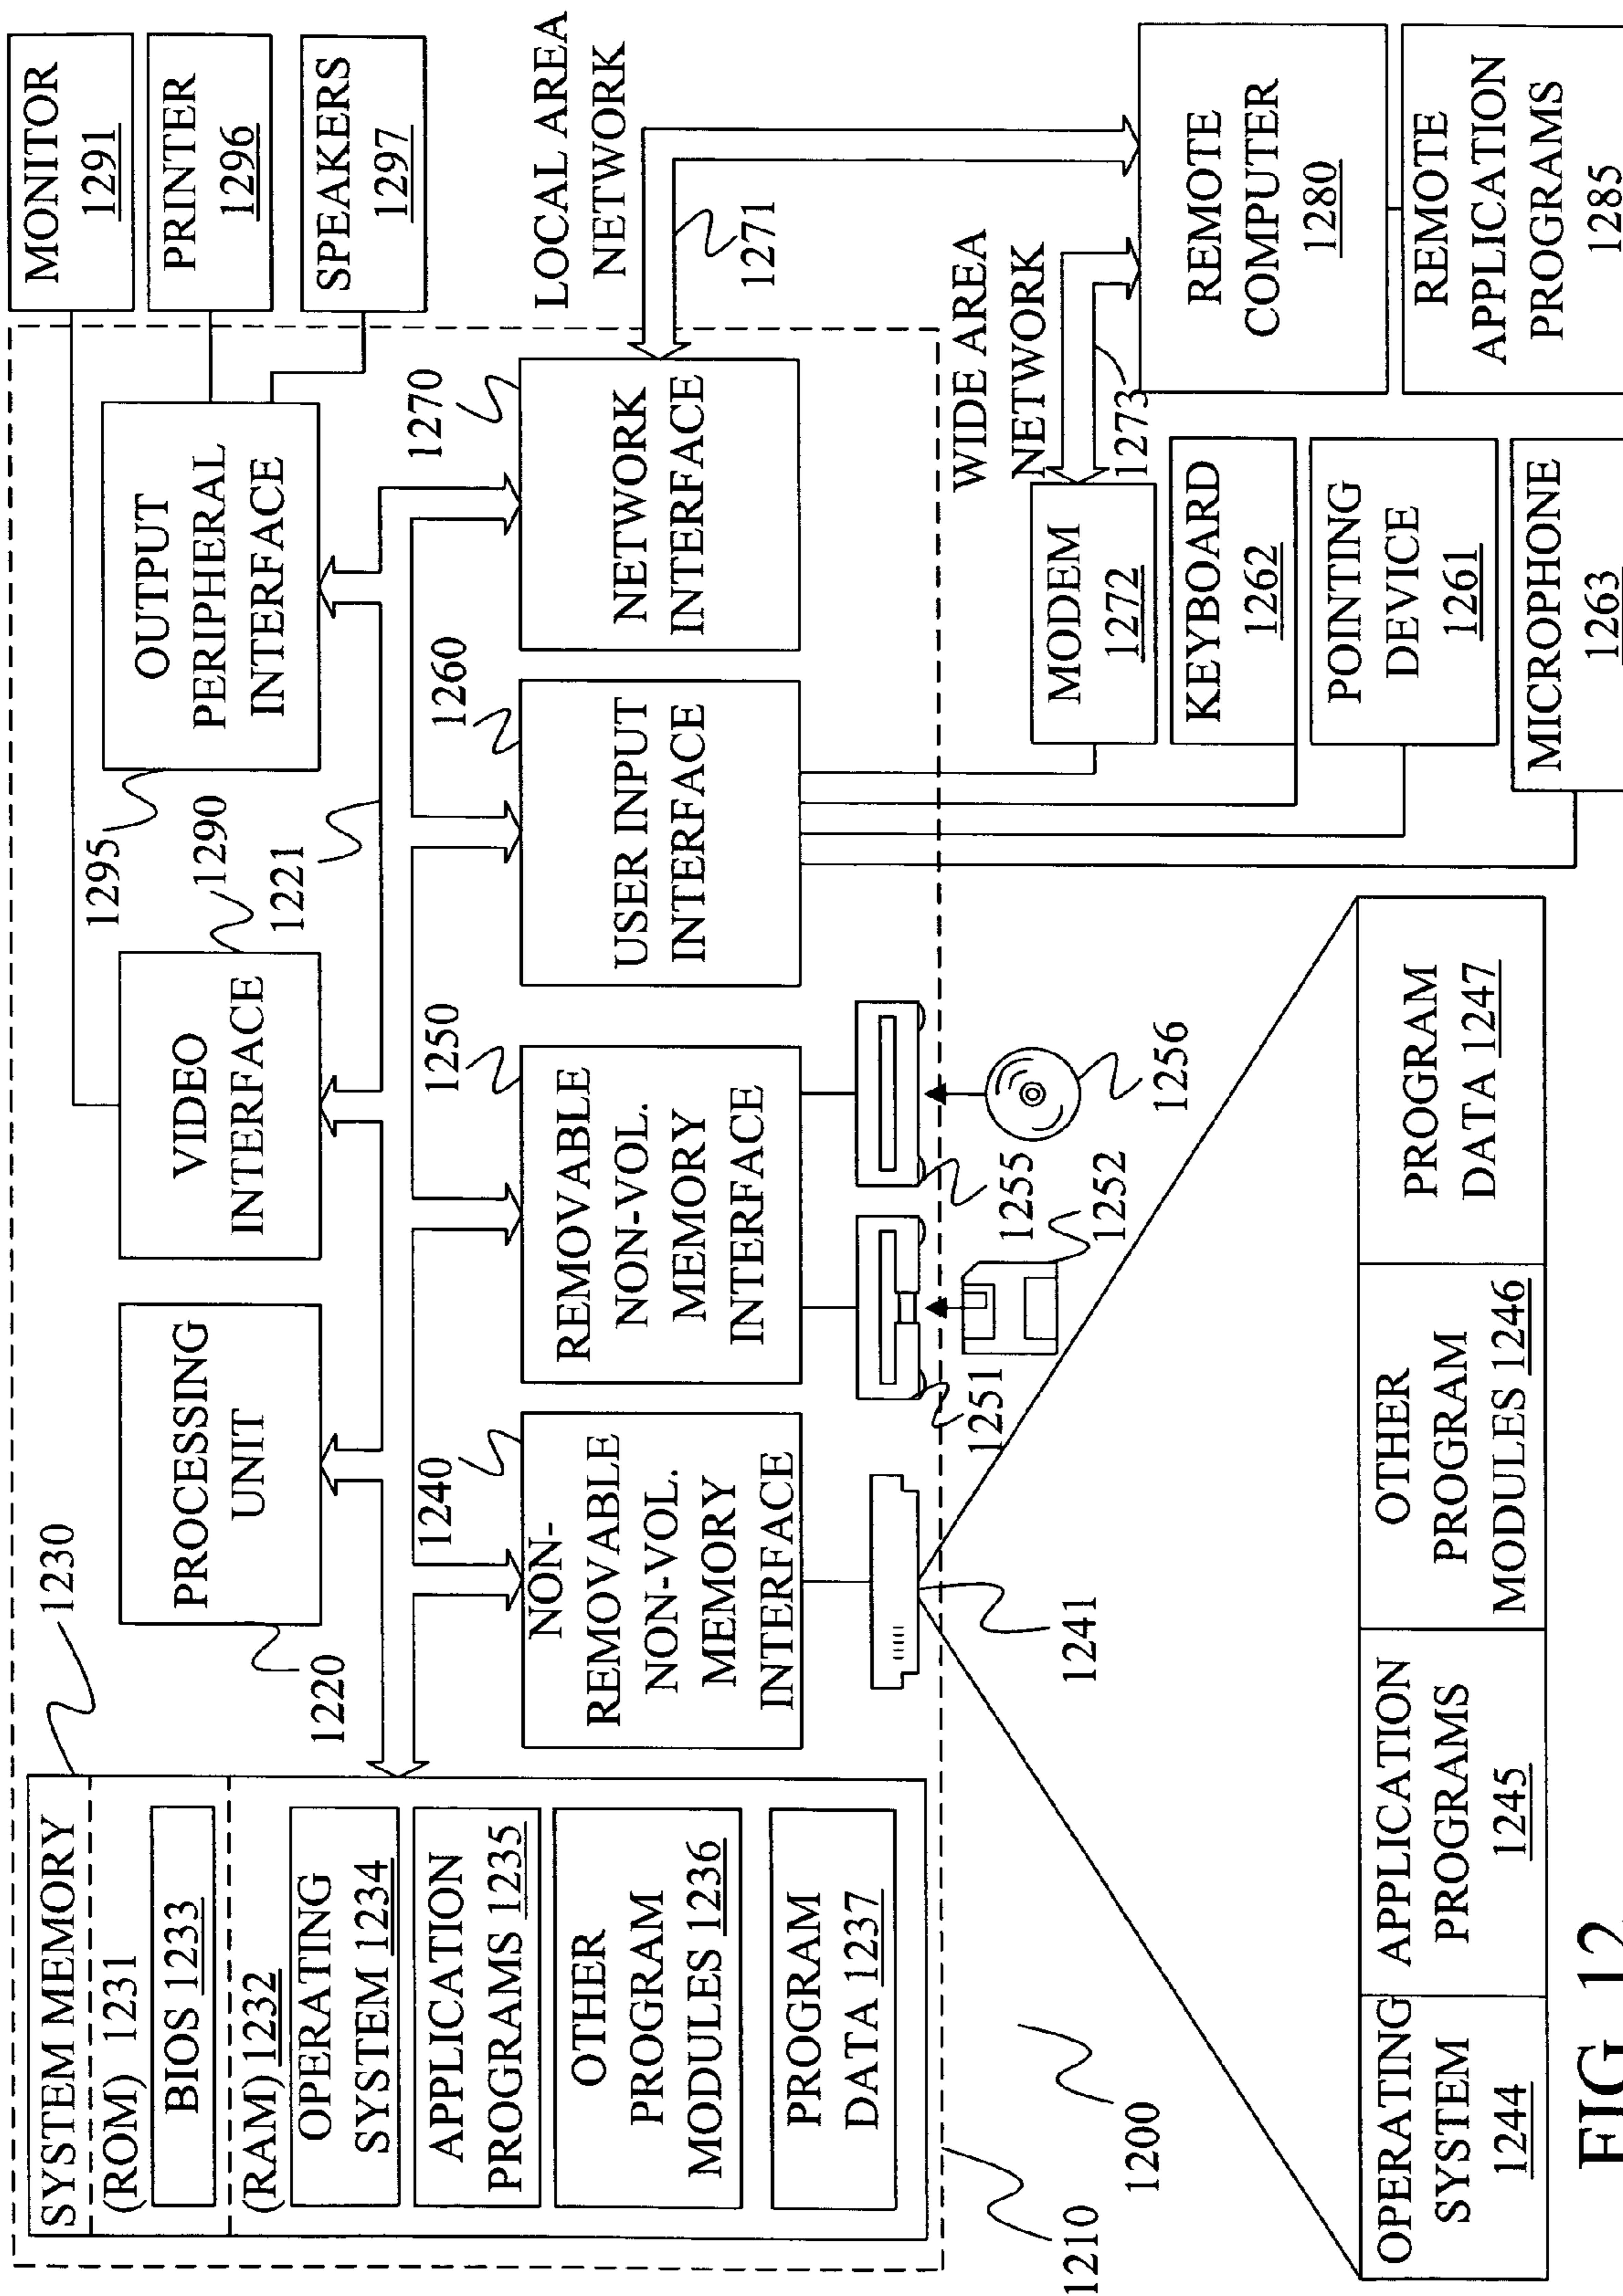 1210
1200
SYSTEM MEMORY
(ROM) 1231
BIOS 1233
(RAM) 1232
OPERATING
SYSTEM 1234
APPLICATION
PROGRAMS 1235
OTHER
PROGRAM
MODULES 1236
PROGRAM
DATA 1237
1230
1220
PROCESSING
UNIT
VIDEO
INTERFACE
1290
1221
1295
OUTPUT
PERIPHERAL
INTERFACE
MONITOR
1291
PRINTER
1296
SPEAKERS
1297
1240
NON-
REMOVABLE
NON-VOL.
MEMORY
INTERFACE
1250
REMOVABLE
NON-VOL.
MEMORY
INTERFACE
1260
USER INPUT
INTERFACE
1270
NETWORK
INTERFACE
LOCAL AREA
NETWORK
1271
1241
1251
1252
1255
1256
WIDE AREA
NETWORK
1273
MODEM
1272
KEYBOARD
1262
POINTING
DEVICE
1261
MICROPHONE
1263
REMOTE
COMPUTER
1280
REMOTE
APPLICATION
PROGRAMS
1285
OPERATING
SYSTEM
1244
APPLICATION
PROGRAMS
1245
OTHER
PROGRAM
MODULES 1246
PROGRAM
DATA 1247
FIG. 12